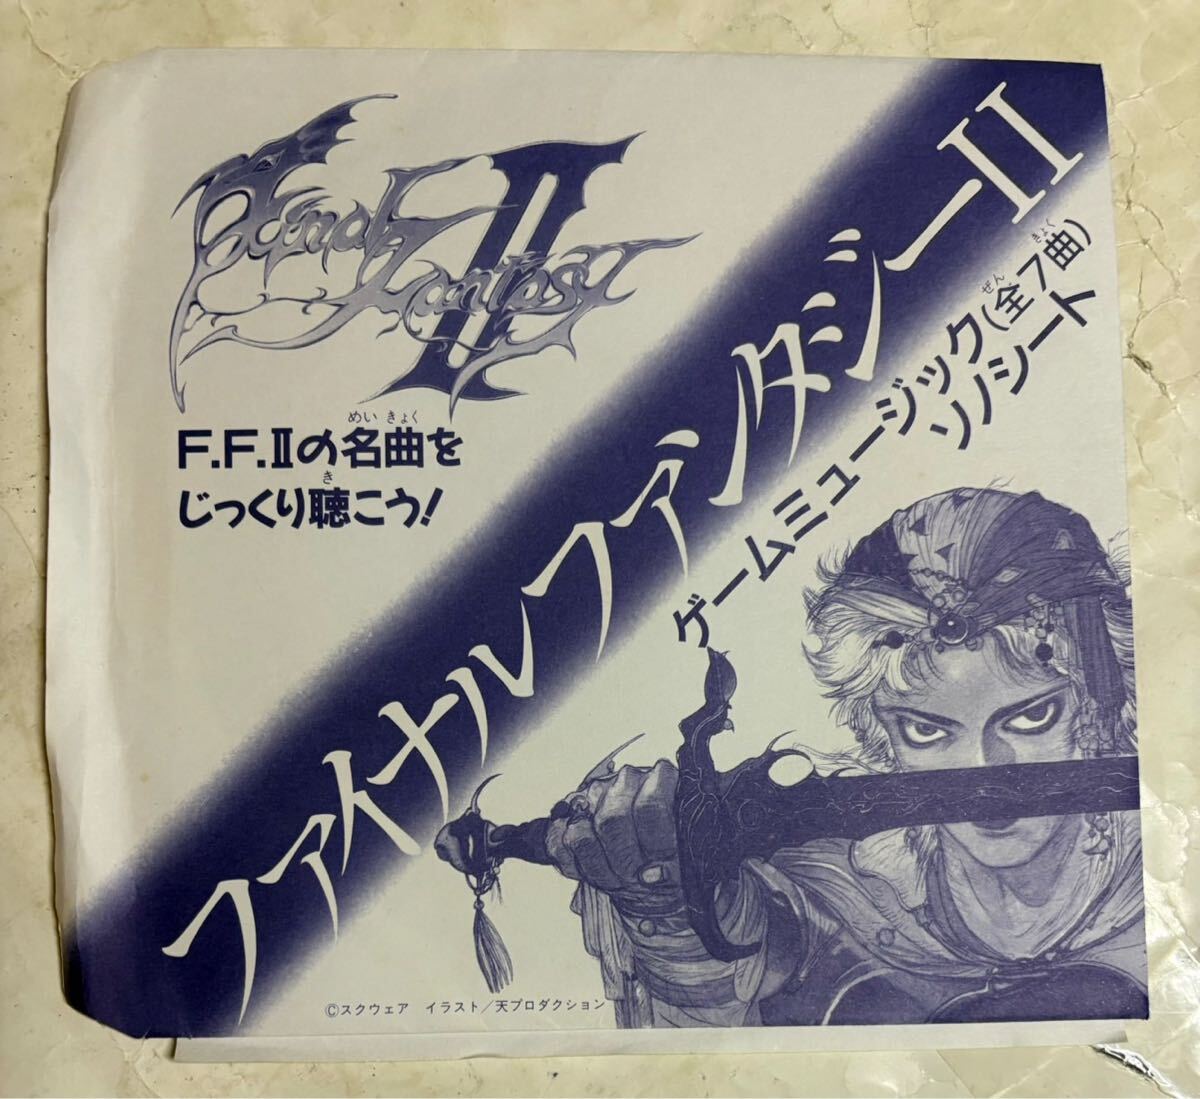 Final Fantasy II
めい きょく
F.F.IIの名曲を
き
じっくり聴こう!
ファイナルファンタジーII
ぜん きょく
ゲームミュージック(全7曲)
ソノシート
©スクウェア イラスト/天プロダクション